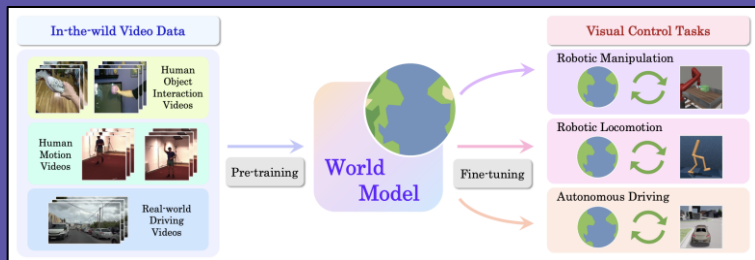 In-the-wild Video Data
Human
Object
Interaction
Videos
Human
Motion
Videos
Real-world
Driving
Videos
Pre-training
World
Model
Fine-tuning
Visual Control Tasks
Robotic Manipulation
Robotic Locomotion
Autonomous Driving